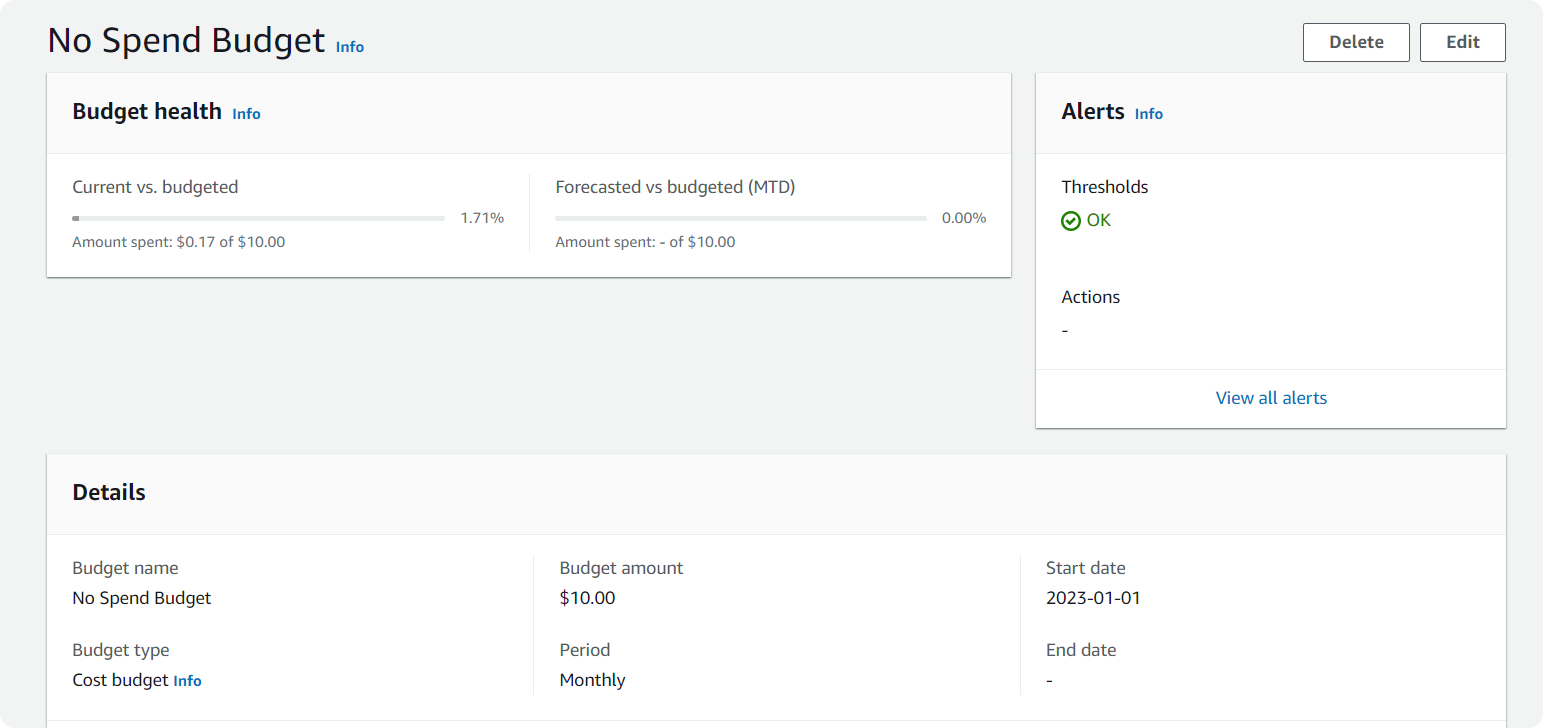 No Spend Budget Info
Delete
Edit
Budget health Info
Current vs. budgeted
1.71%
Amount spent: $0.17 of $10.00
Forecasted vs budgeted (MTD)
0.00%
Amount spent: - of $10.00
Alerts Info
Thresholds
OK
Actions
-
View all alerts
Details
Budget name
No Spend Budget
Budget type
Cost budget Info
Budget amount
$10.00
Period
Monthly
Start date
2023-01-01
End date
-